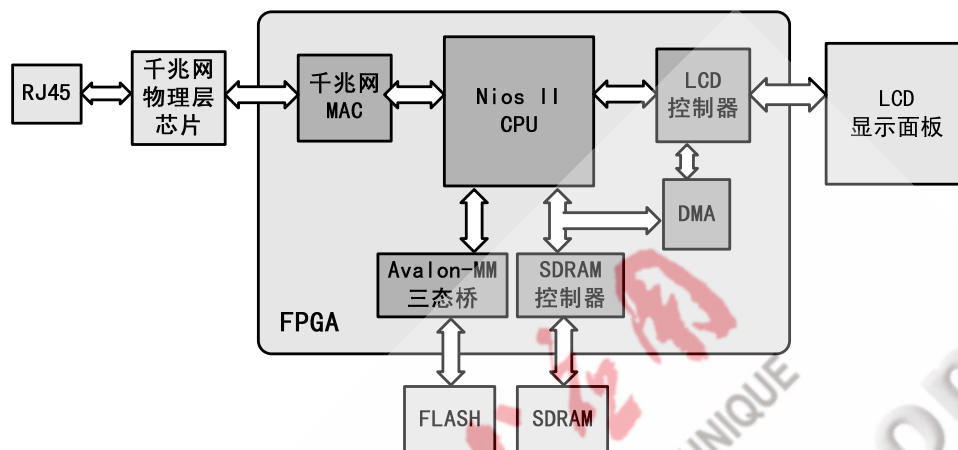 RJ45
千兆网
物理层
芯片
千兆网
MAC
Nios II
CPU
LCD
控制器
LCD
显示面板
DMA
Avalon-MM
三态桥
SDRAM
控制器
FPGA
FLASH
SDRAM